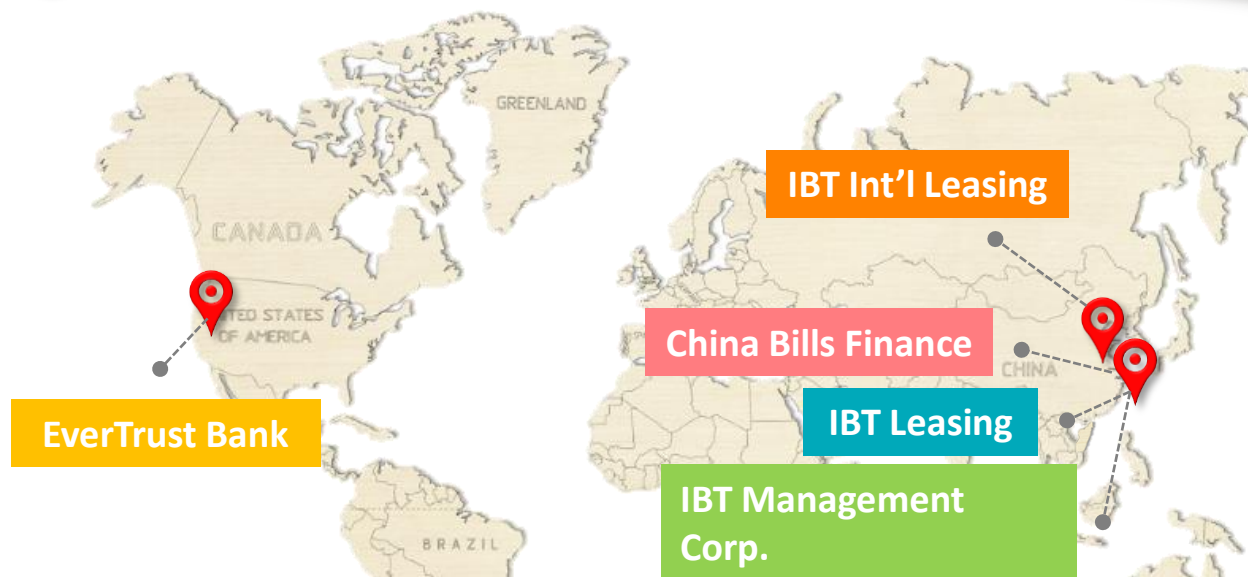 GREENLAND
IBT Int’l Leasing
CANADA
UNITED STATES
OF AMERICA
China Bills Finance
CHINA
EverTrust Bank
IBT Leasing
IBT Management
Corp.
BRAZIL